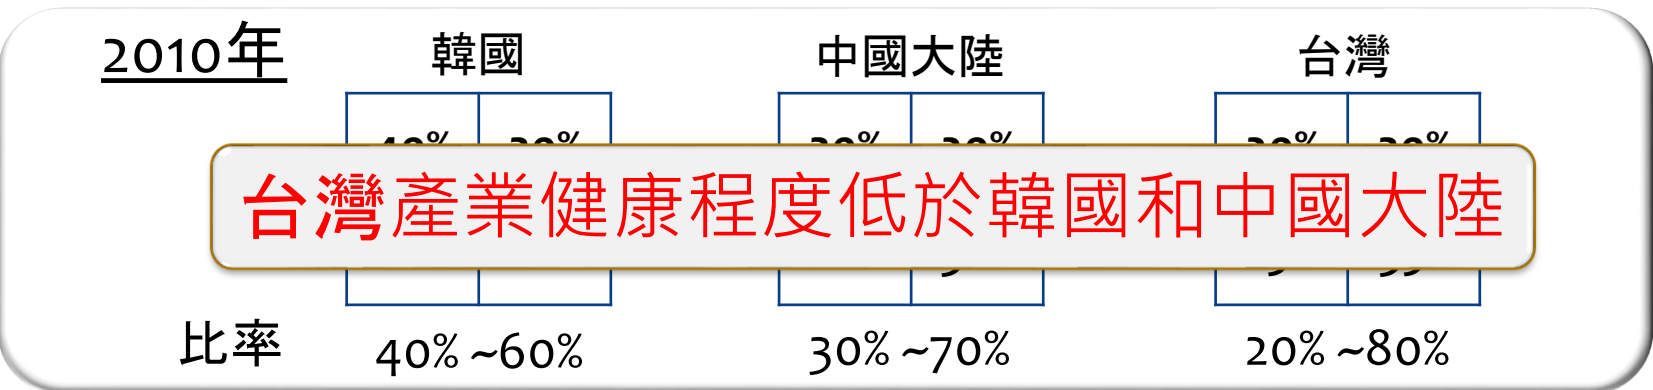 2010年 韓國 中國大陸 台灣
台灣產業健康程度低於韓國和中國大陸
比率 40% ~60% 30% ~70% 20% ~80%